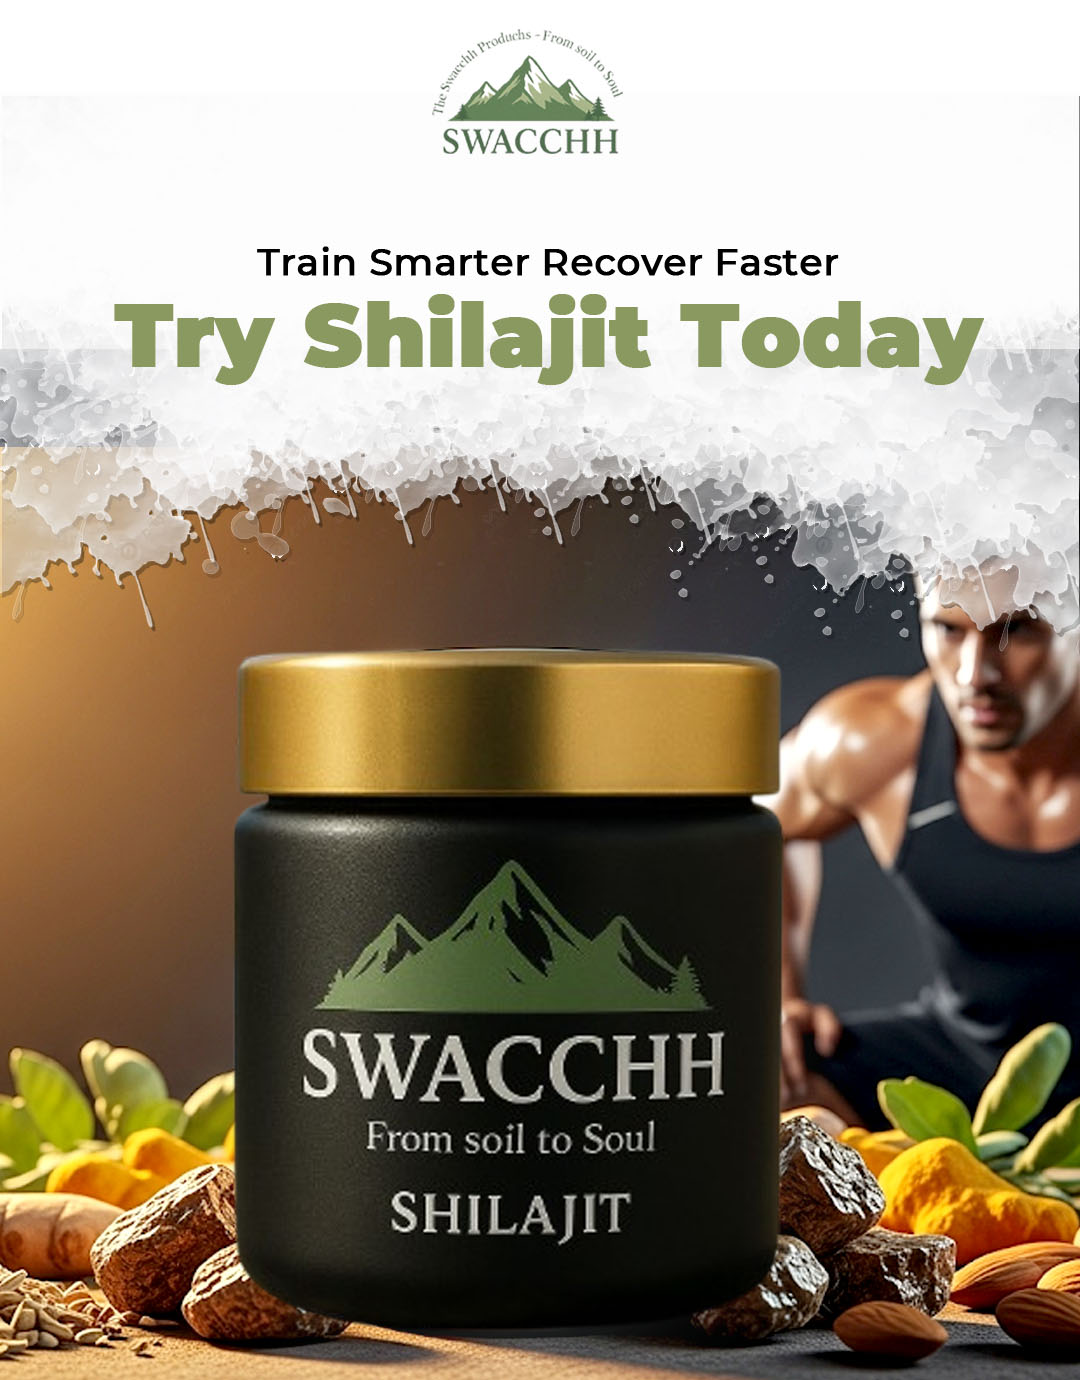 The Swacchh Produchs - From soil to Soul
SWACCHH
Train Smarter Recover Faster
Try Shilajit Today
SWACCHH
From soil to Soul
SHILAJIT